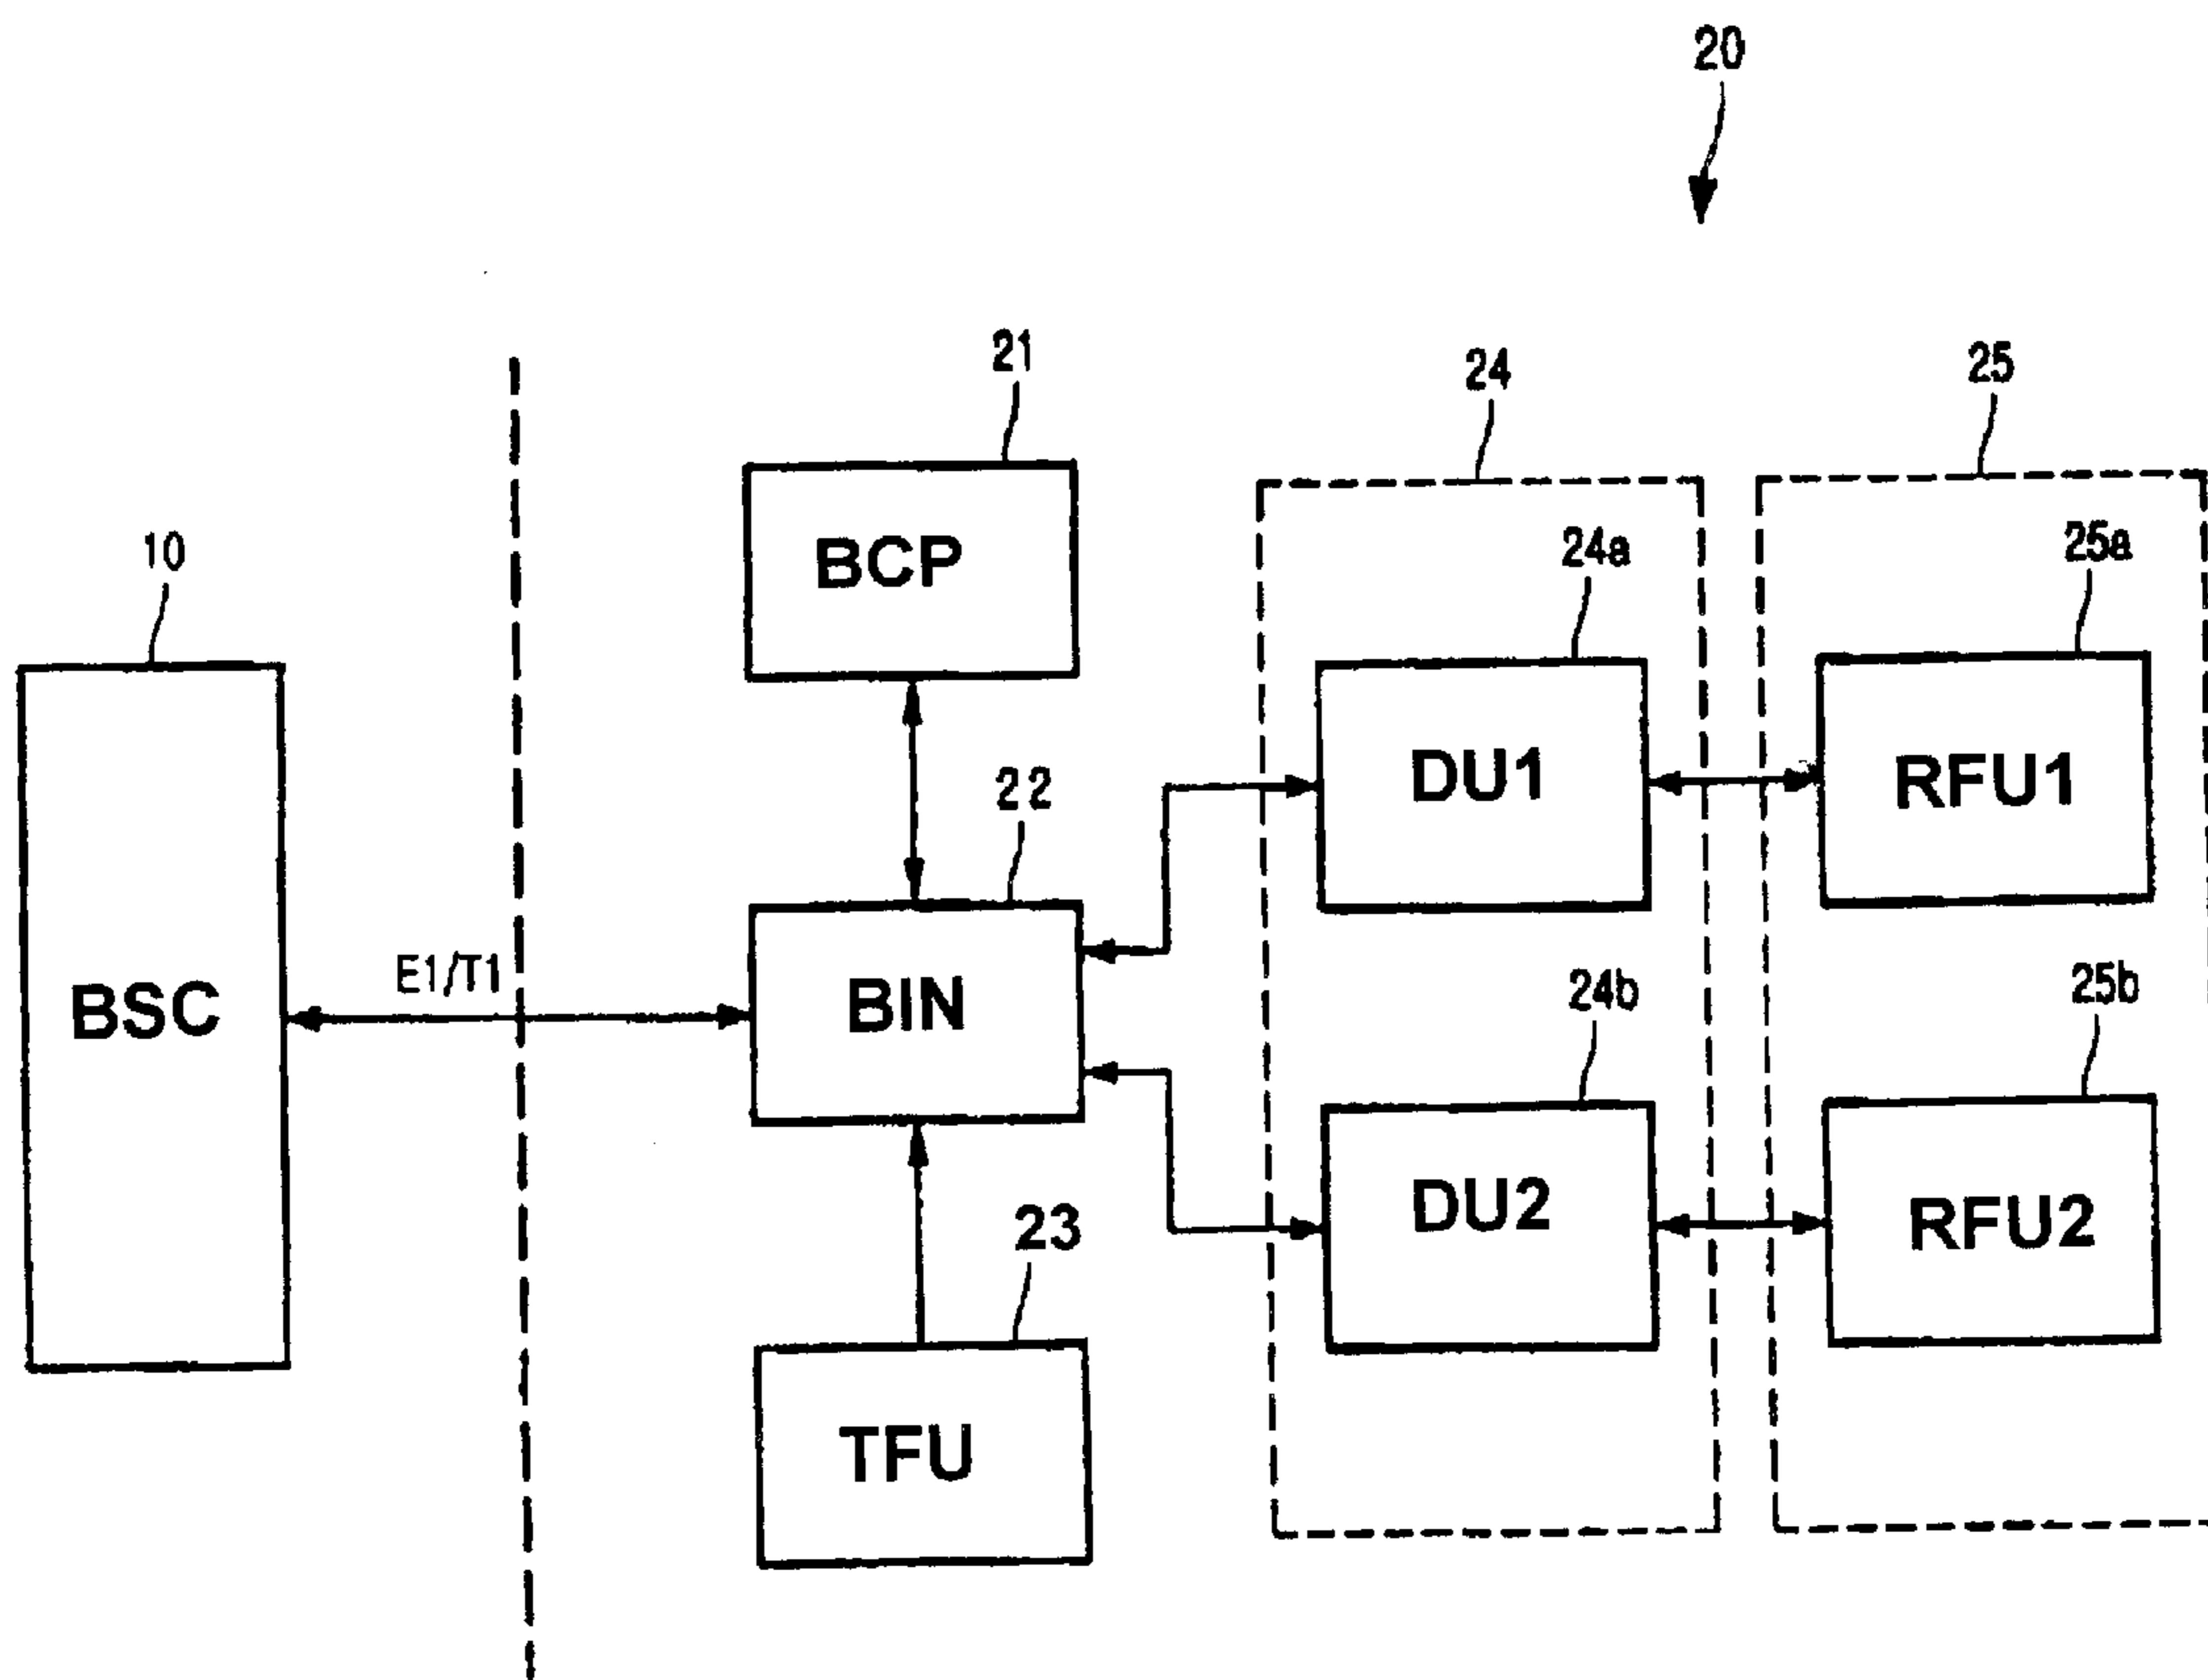 20
21
24
25
10
BCP
24a
25a
BSC
E1/T1
22
BIN
DU1
RFU1
24b
25b
23
TFU
DU2
RFU2